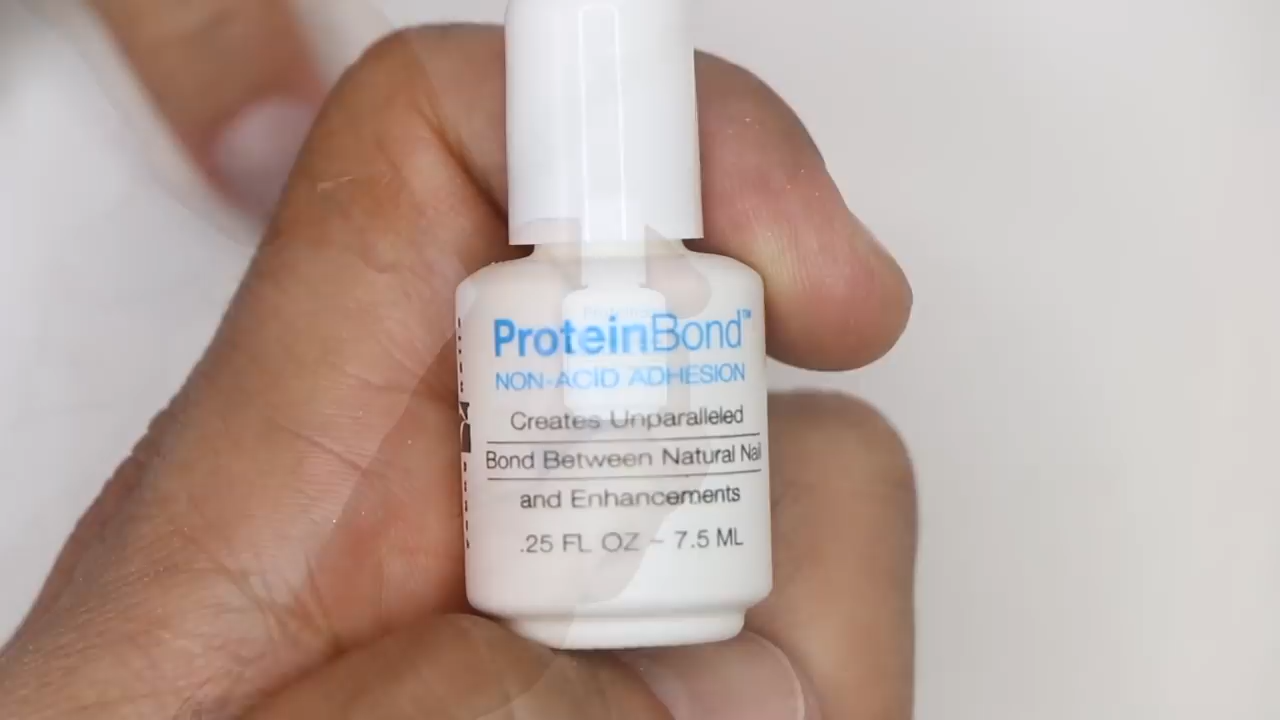 ProteinBond™
NON-ACID ADHESION
Creates Unparalleled
Bond Between Natural Nail
and Enhancements
.25 FL OZ – 7.5 ML